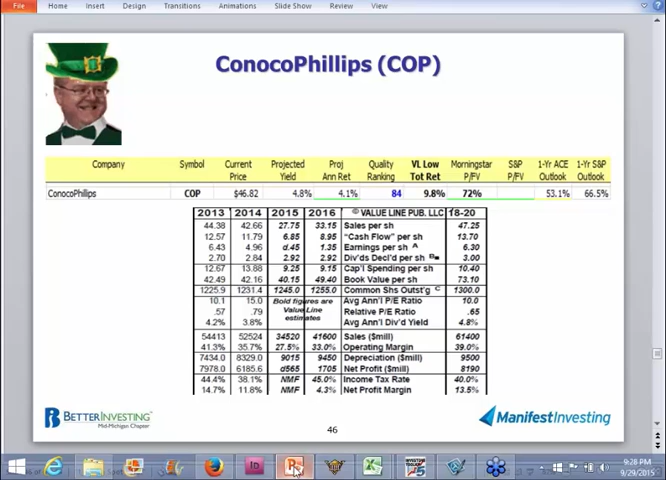 File Home Insert Design Transitions Animations Slide Show Review View
ConocoPhillips (COP)
Company Symbol Current Price Projected Yield Proj Ann Ret Quality Ranking VL Low Tot Ret Morningstar P/FV S&P P/FV 1-Yr ACE Outlook 1-Yr S&P Outlook
ConocoPhillips COP $46.82 4.8% 4.1% 84 9.8% 72% 53.1% 66.5%
2013 2014 2015 2016 © VALUE LINE PUB. LLC 18-20
44.38 42.66 27.75 33.15 Sales per sh 47.25
12.57 11.79 6.85 8.95 "Cash Flow" per sh 13.70
6.43 4.96 d.45 1.35 Earnings per sh A 6.30
2.70 2.84 2.92 2.92 Div'ds Decl'd per sh B■ 3.00
12.67 13.88 9.25 9.15 Cap'l Spending per sh 10.40
42.49 42.16 40.15 49.40 Book Value per sh 73.10
1225.9 1231.4 1245.0 1255.0 Common Shs Outst'g C 1300.0
10.1 15.0 Bold figures are Avg Ann'l P/E Ratio 10.0
.57 .79 Value Line Relative P/E Ratio .65
4.2% 3.8% estimates Avg Ann'l Div'd Yield 4.8%
54413 52524 34520 41600 Sales ($mill) 61400
41.3% 35.7% 27.5% 33.0% Operating Margin 39.0%
7434.0 8329.0 9015 9450 Depreciation ($mill) 9500
7978.0 6185.6 d565 1705 Net Profit ($mill) 8190
44.4% 38.1% NMF 45.0% Income Tax Rate 40.0%
14.7% 11.8% NMF 4.3% Net Profit Margin 13.5%
BETTERINVESTING
Mid-Michigan Chapter
46
ManifestInvesting
9:28 PM
9/29/2015